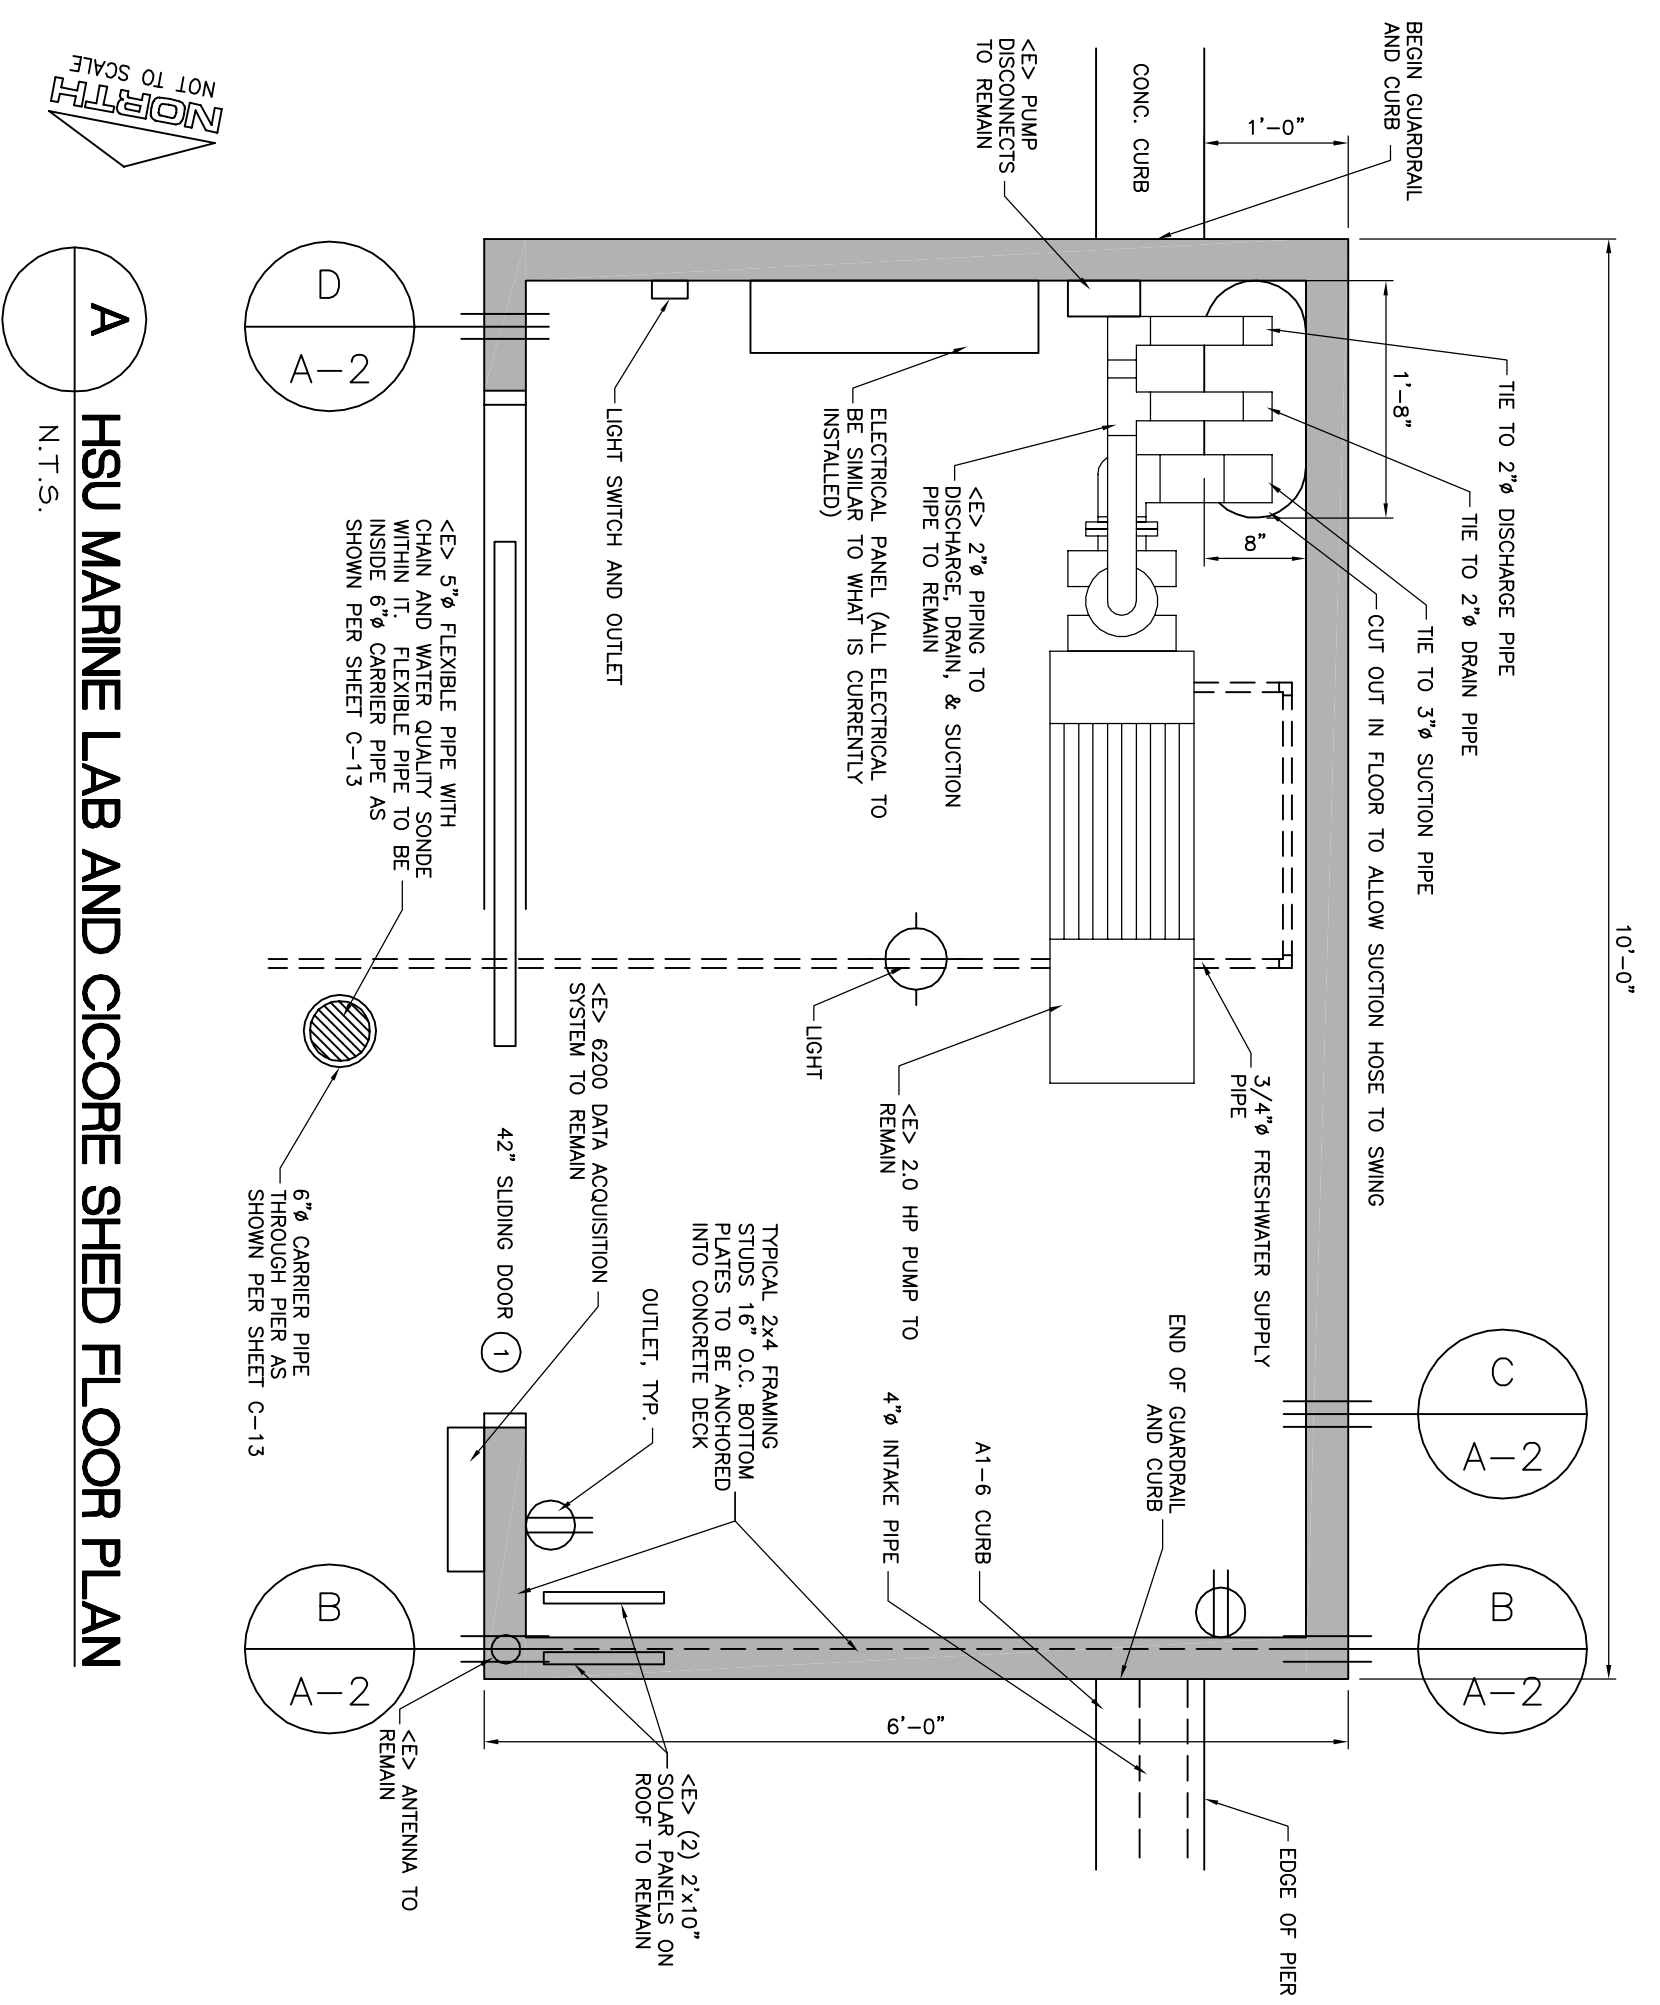 10'-0"
C
A-2
B
A-2
TIE TO 2"ø DISCHARGE PIPE
TIE TO 2"ø DRAIN PIPE
TIE TO 3"ø SUCTION PIPE
CUT OUT IN FLOOR TO ALLOW SUCTION HOSE TO SWING
BEGIN GUARDRAIL
AND CURB
1'-0"
1'-8"
8"
EDGE OF PIER
3/4"ø FRESHWATER SUPPLY
PIPE
END OF GUARDRAIL
AND CURB
CONC. CURB
<E> PUMP
DISCONNECTS
TO REMAIN
<E> 2"ø PIPING TO
DISCHARGE, DRAIN, & SUCTION
PIPE TO REMAIN
A1-6 CURB
<E> 2.0 HP PUMP TO
REMAIN
4"ø INTAKE PIPE
6'-0"
ELECTRICAL PANEL (ALL ELECTRICAL TO
BE SIMILAR TO WHAT IS CURRENTLY
INSTALLED)
LIGHT
TYPICAL 2x4 FRAMING
STUDS 16" O.C. BOTTOM
PLATES TO BE ANCHORED
INTO CONCRETE DECK
<E> (2) 2'x10"
SOLAR PANELS ON
ROOF TO REMAIN
LIGHT SWITCH AND OUTLET
OUTLET, TYP.
<E> 6200 DATA ACQUISITION
SYSTEM TO REMAIN
42" SLIDING DOOR
1
<E> 5"ø FLEXIBLE PIPE WITH
CHAIN AND WATER QUALITY SONDE
WITHIN IT. FLEXIBLE PIPE TO BE
INSIDE 6"ø CARRIER PIPE AS
SHOWN PER SHEET C-13
<E> ANTENNA TO
REMAIN
D
A-2
6"ø CARRIER PIPE
THROUGH PIER AS
SHOWN PER SHEET C-13
B
A-2
NORTH
NOT TO SCALE
A
HSU MARINE LAB AND CICORE SHED FLOOR PLAN
N.T.S.